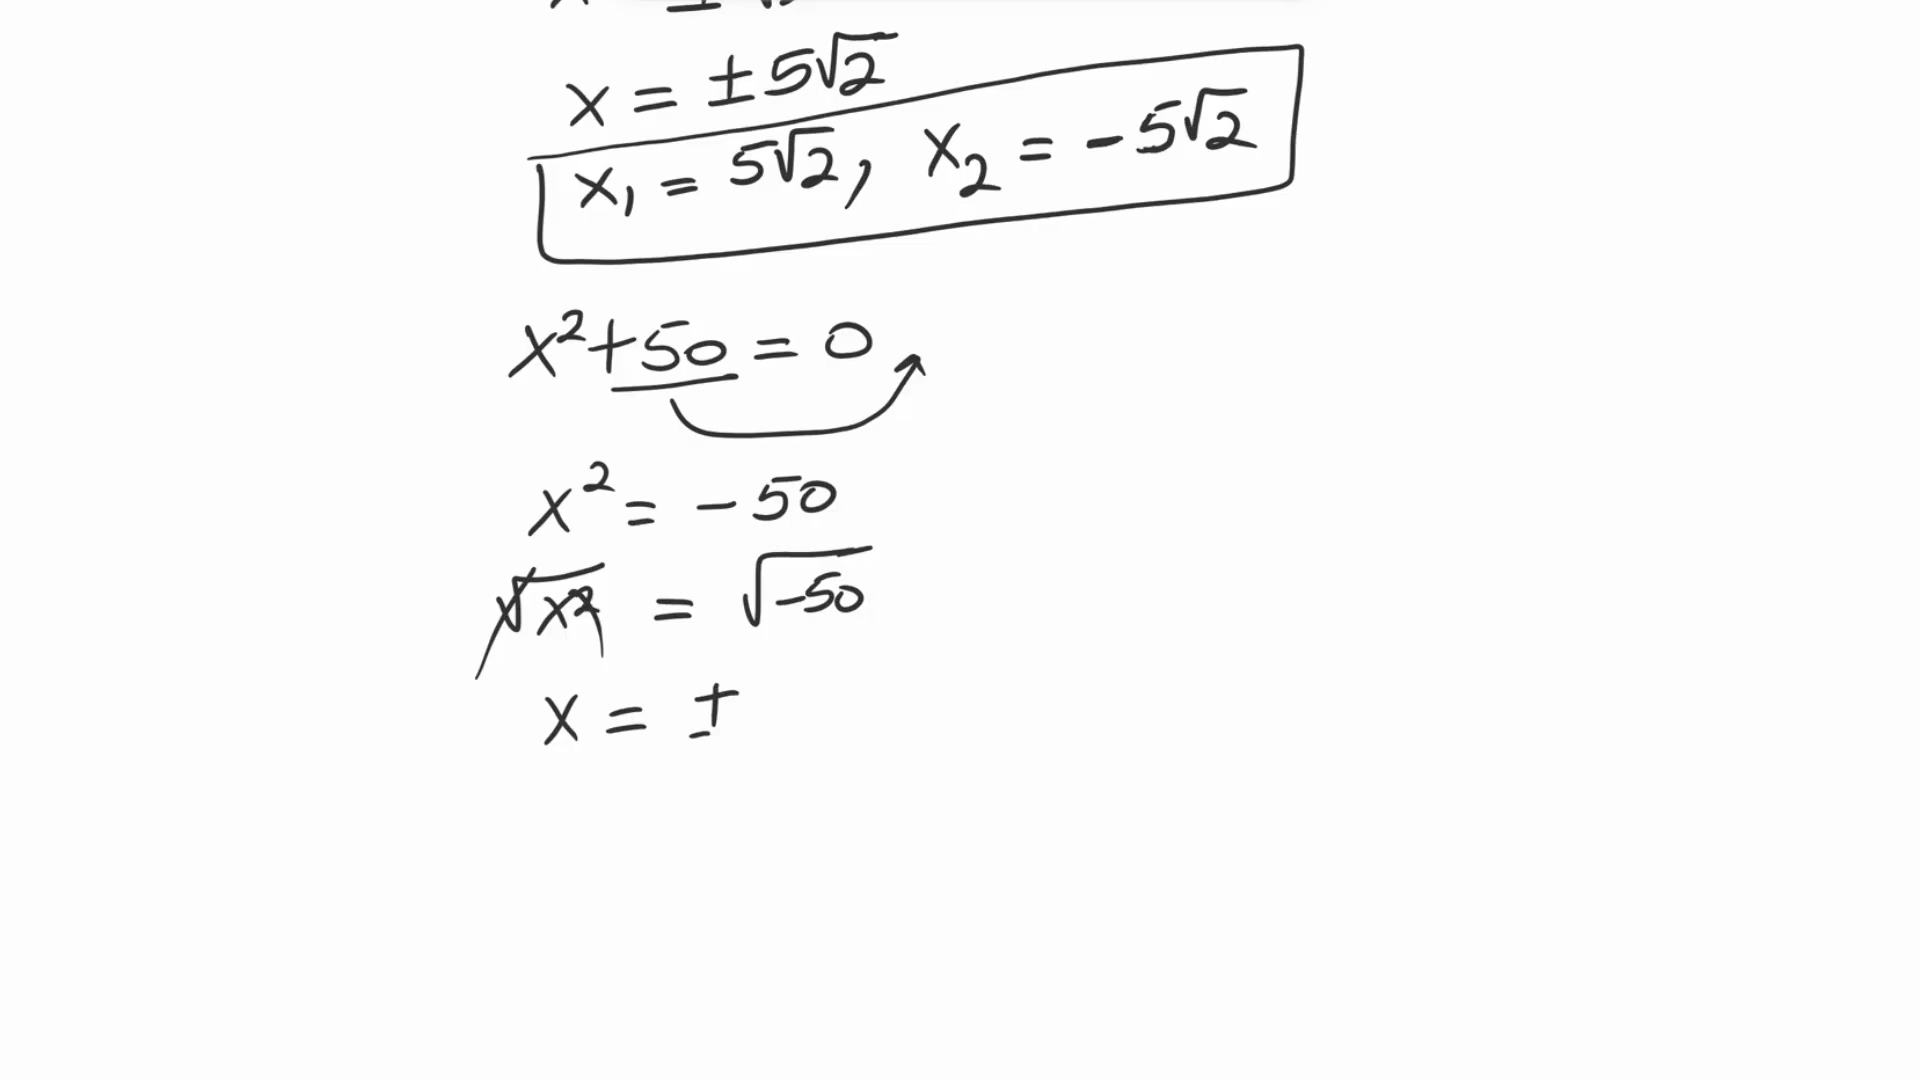 x = ±5√2
x₁ = 5√2, x₂ = -5√2
x²+50 = 0
x² = -50
√x² = √-50
x = ±